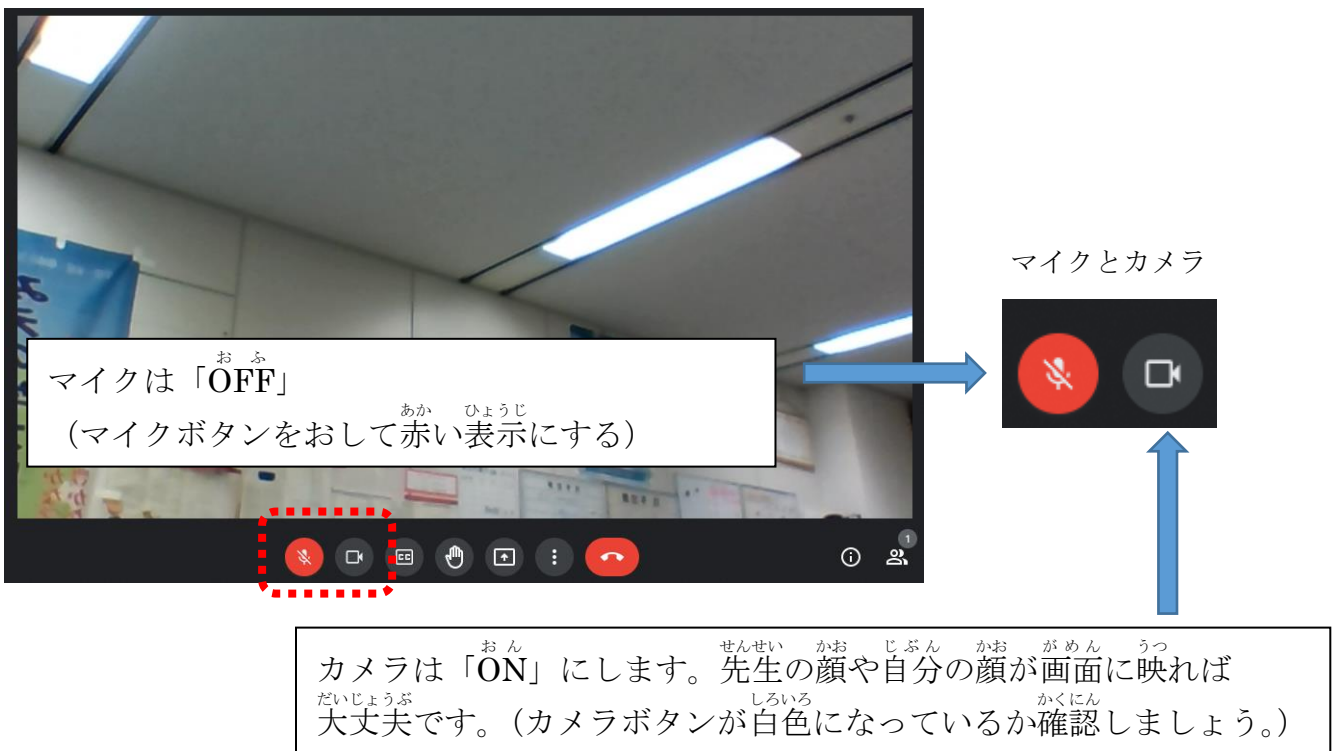 マイクとカメラ
マイクは「OFF」
(マイクボタンをおして赤い表示にする)
CC
1
カメラは「ON」にします。先生の顔や自分の顔が画面に映れば
大丈夫です。(カメラボタンが白色になっているか確認しましょう。)